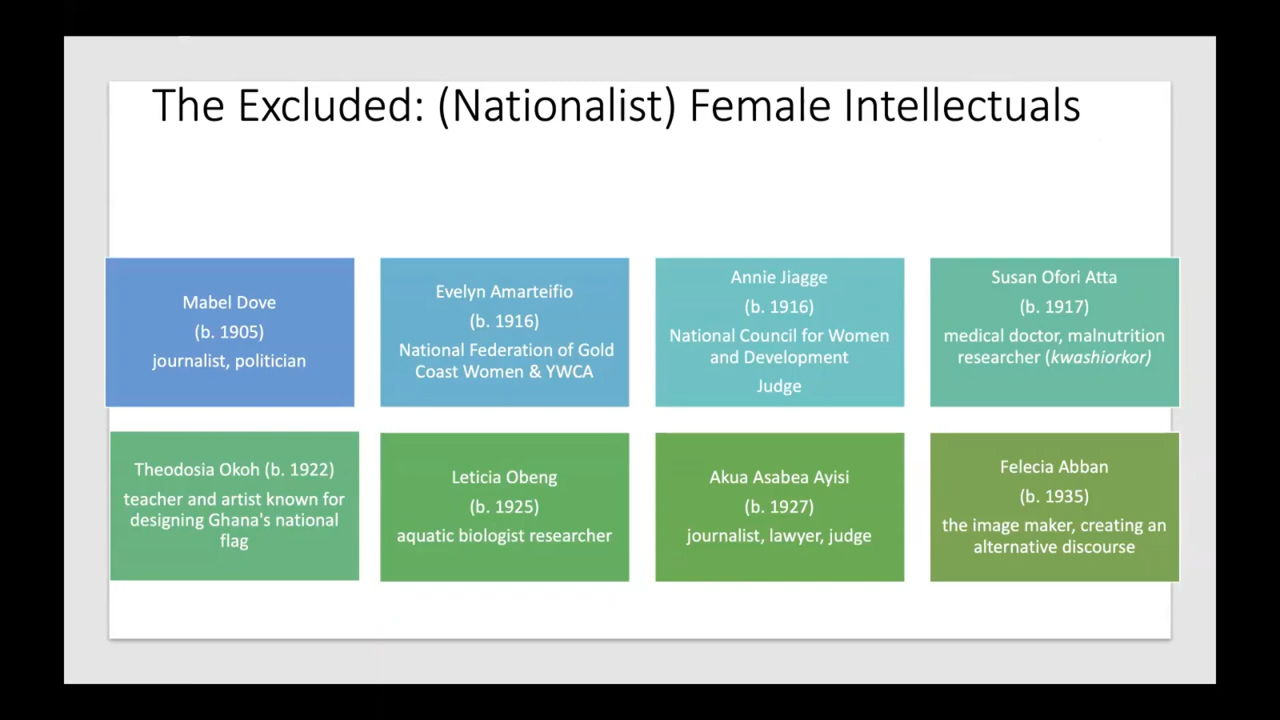 The Excluded: (Nationalist) Female Intellectuals
Mabel Dove
(b. 1905)
journalist, politician
Evelyn Amarteifio
(b. 1916)
National Federation of Gold
Coast Women & YWCA
Annie Jiagge
(b. 1916)
National Council for Women
and Development
Judge
Susan Ofori Atta
(b. 1917)
medical doctor, malnutrition
researcher (kwashiorkor)
Theodosia Okoh (b. 1922)
teacher and artist known for
designing Ghana's national
flag
Leticia Obeng
(b. 1925)
aquatic biologist researcher
Akua Asabea Ayisi
(b. 1927)
journalist, lawyer, judge
Felecia Abban
(b. 1935)
the image maker, creating an
alternative discourse